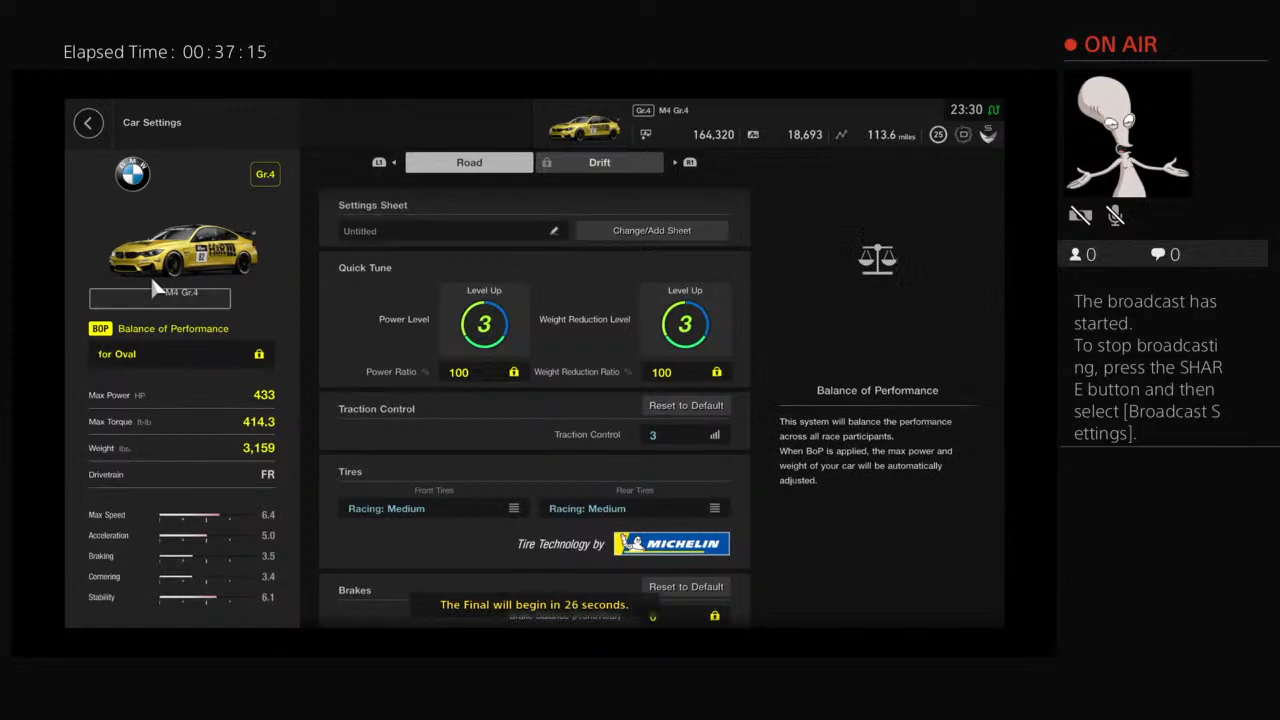 Elapsed Time: 00:37:15
ON AIR
Car Settings
Gr.4 M4 Gr.4
23:30
164,320 18,693 113.6 miles 25
BMW
Gr.4
L1 Road Drift R1
82
M4 Gr.4
BOP Balance of Performance
for Oval
Max Power HP 433
Max Torque ft-lb 414.3
Weight lbs. 3,159
Drivetrain FR
Max Speed 6.4
Acceleration 5.0
Braking 3.5
Cornering 3.4
Stability 6.1
Settings Sheet
Untitled Change/Add Sheet
Quick Tune
Level Up Level Up
Power Level 3 Weight Reduction Level 3
Power Ratio % 100 Weight Reduction Ratio % 100
Traction Control Reset to Default
Traction Control 3
Tires
Front Tires Rear Tires
Racing: Medium Racing: Medium
Tire Technology by MICHELIN
Brakes Reset to Default
The Final will begin in 26 seconds.
Balance of Performance
This system will balance the performance
across all race participants.
When BoP is applied, the max power and
weight of your car will be automatically
adjusted.
0 0
The broadcast has
started.
To stop broadcasti
ng, press the SHAR
E button and then
select [Broadcast S
ettings].